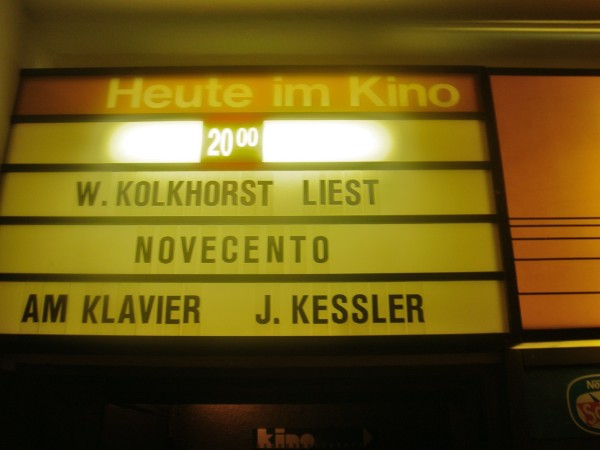 Heute im Kino
20 00
W. KOLKHORST LIEST
NOVECENTO
AM KLAVIER J. KESSLER
kino